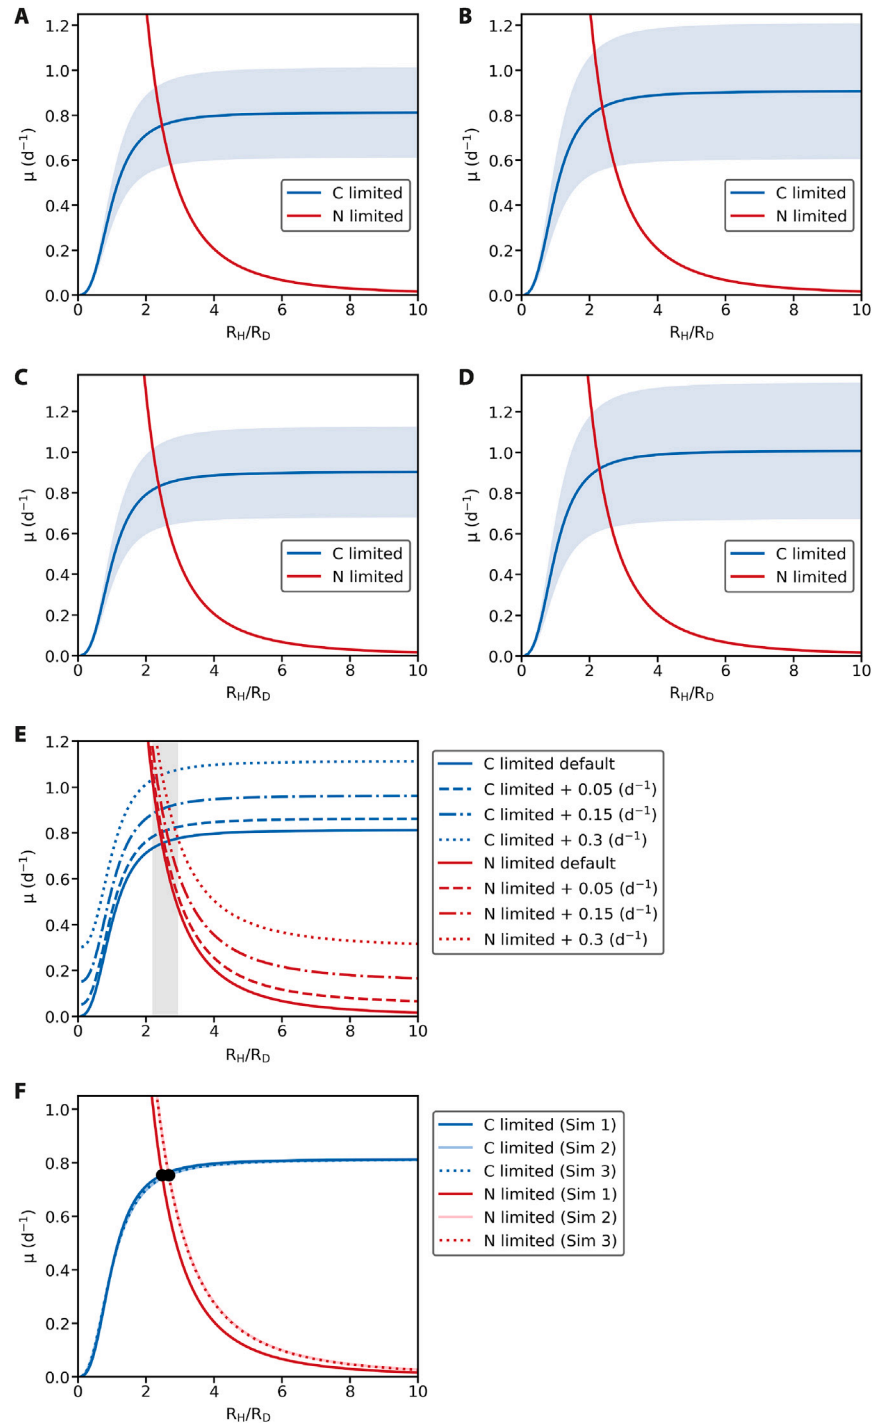 A
μ (d⁻¹)
1.2
1.0
0.8
0.6
0.4
0.2
0.0
C limited
N limited
0 2 4 6 8 10
R_H/R_D
B
μ (d⁻¹)
1.2
1.0
0.8
0.6
0.4
0.2
0.0
C limited
N limited
0 2 4 6 8 10
R_H/R_D
C
μ (d⁻¹)
1.2
1.0
0.8
0.6
0.4
0.2
0.0
C limited
N limited
0 2 4 6 8 10
R_H/R_D
D
μ (d⁻¹)
1.2
1.0
0.8
0.6
0.4
0.2
0.0
C limited
N limited
0 2 4 6 8 10
R_H/R_D
E
μ (d⁻¹)
1.2
1.0
0.8
0.6
0.4
0.2
0.0
0 2 4 6 8 10
R_H/R_D
C limited default
C limited + 0.05 (d⁻¹)
C limited + 0.15 (d⁻¹)
C limited + 0.3 (d⁻¹)
N limited default
N limited + 0.05 (d⁻¹)
N limited + 0.15 (d⁻¹)
N limited + 0.3 (d⁻¹)
F
μ (d⁻¹)
1.0
0.8
0.6
0.4
0.2
0.0
0 2 4 6 8 10
R_H/R_D
C limited (Sim 1)
C limited (Sim 2)
C limited (Sim 3)
N limited (Sim 1)
N limited (Sim 2)
N limited (Sim 3)